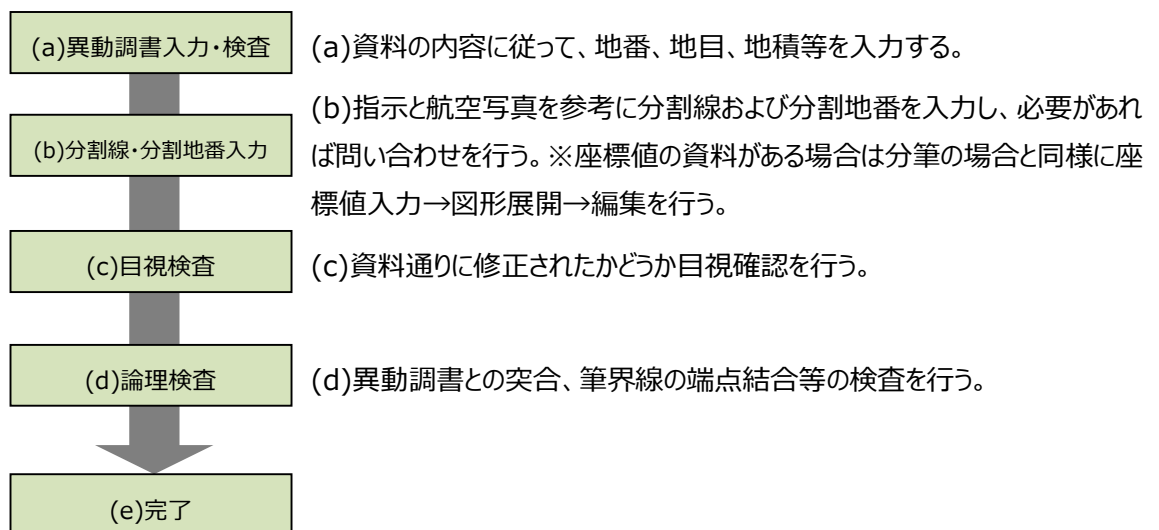 (a)異動調書入力・検査
(a)資料の内容に従って、地番、地目、地積等を入力する。
(b)分割線・分割地番入力
(b)指示と航空写真を参考に分割線および分割地番を入力し、必要があれ
ば問い合わせを行う。※座標値の資料がある場合は分筆の場合と同様に座
標値入力→図形展開→編集を行う。
(c)目視検査
(c)資料通りに修正されたかどうか目視確認を行う。
(d)論理検査
(d)異動調書との突合、筆界線の端点結合等の検査を行う。
(e)完了